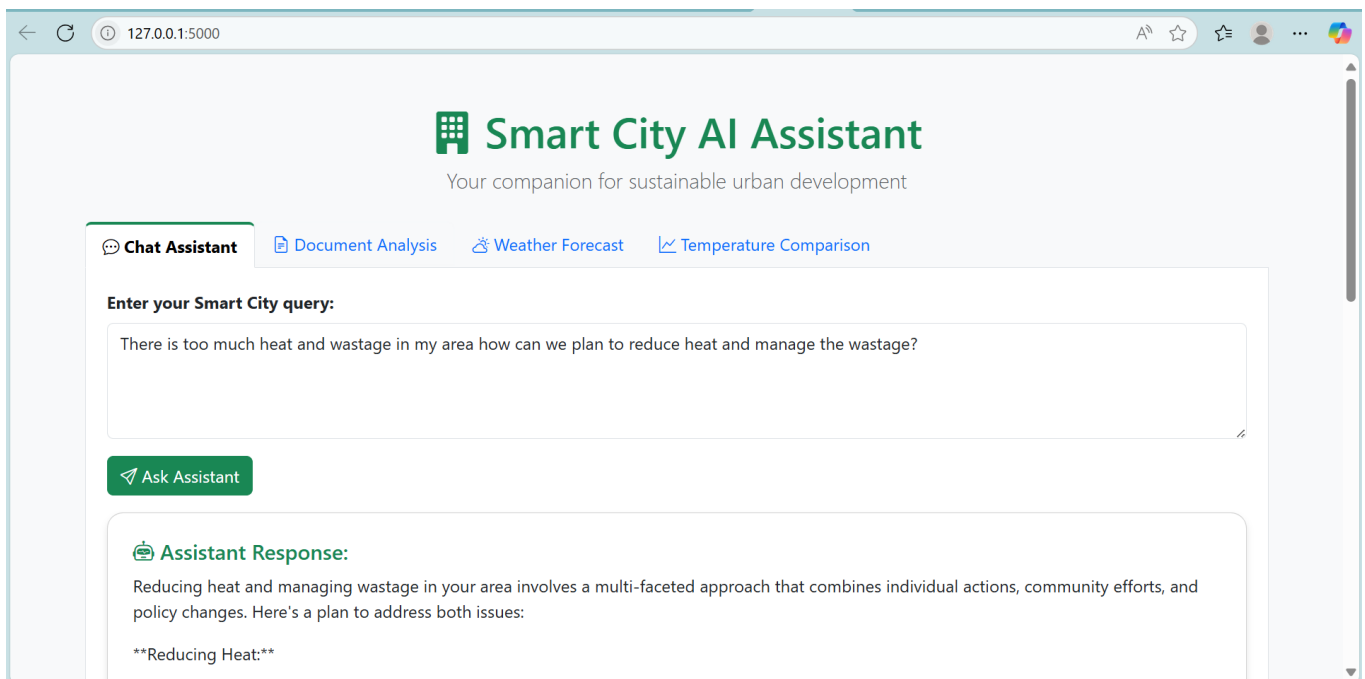 127.0.0.1:5000
Smart City AI Assistant
Your companion for sustainable urban development
Chat Assistant
Document Analysis
Weather Forecast
Temperature Comparison
Enter your Smart City query:
There is too much heat and wastage in my area how can we plan to reduce heat and manage the wastage?
Ask Assistant
Assistant Response:
Reducing heat and managing wastage in your area involves a multi-faceted approach that combines individual actions, community efforts, and
policy changes. Here's a plan to address both issues:
**Reducing Heat:**